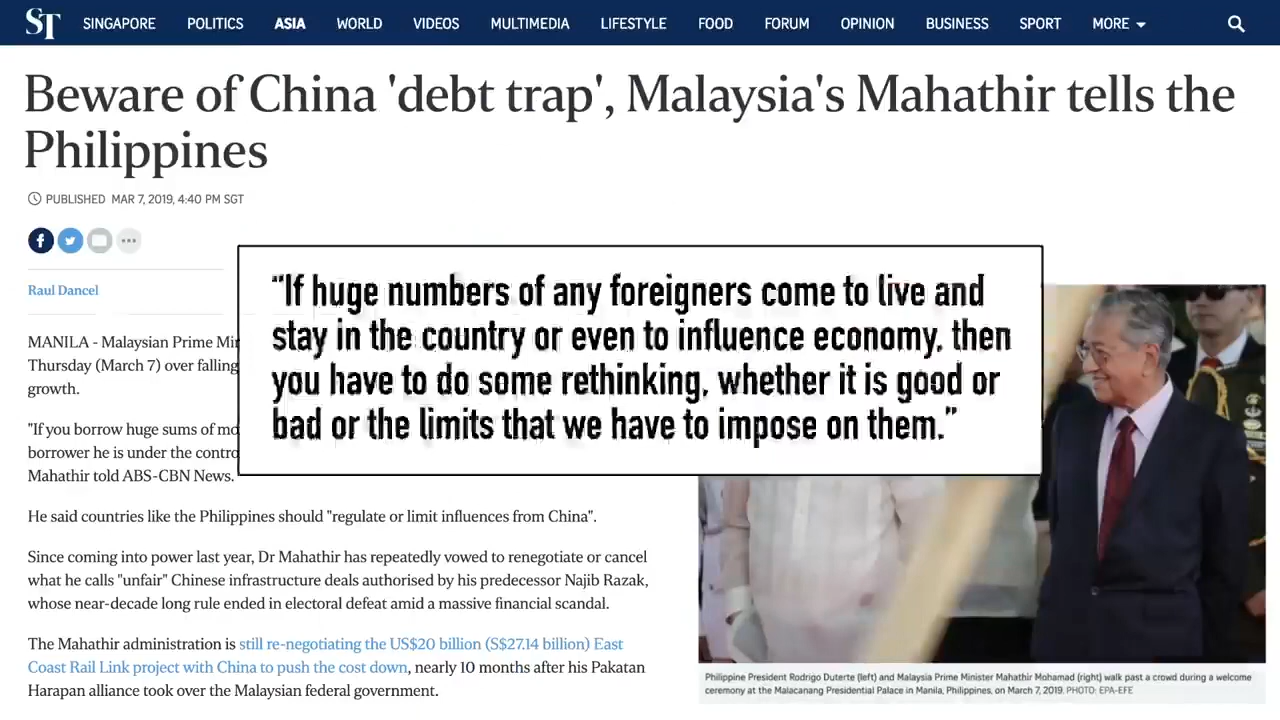 ST SINGAPORE POLITICS ASIA WORLD VIDEOS MULTIMEDIA LIFESTYLE FOOD FORUM OPINION BUSINESS SPORT MORE
Beware of China 'debt trap', Malaysia's Mahathir tells the
Philippines
PUBLISHED MAR 7, 2019, 4:40 PM SGT
Raul Dancel
MANILA - Malaysian Prime
Thursday (March 7) over falling
growth.
"If you borrow huge sums of
borrower he is under the
Mahathir told ABS-CBN News.
"If huge numbers of any foreigners come to live and
stay in the country or even to influence economy, then
you have to do some rethinking, whether it is good or
bad or the limits that we have to impose on them."
He said countries like the Philippines should "regulate or limit influences from China".
Since coming into power last year, Dr Mahathir has repeatedly vowed to renegotiate or cancel
what he calls "unfair" Chinese infrastructure deals authorised by his predecessor Najib Razak,
whose near-decade long rule ended in electoral defeat amid a massive financial scandal.
The Mahathir administration is still re-negotiating the US$20 billion (S$27.14 billion) East
Coast Rail Link project with China to push the cost down, nearly 10 months after his Pakatan
Harapan alliance took over the Malaysian federal government.
Philippine President Rodrigo Duterte (left) and Malaysia Prime Minister Mahathir Mohamad (right) walk past a crowd during a welcome
ceremony at the Malacanang Presidential Palace in Manila, Philippines, on March 7, 2019. PHOTO: EPA-EFE